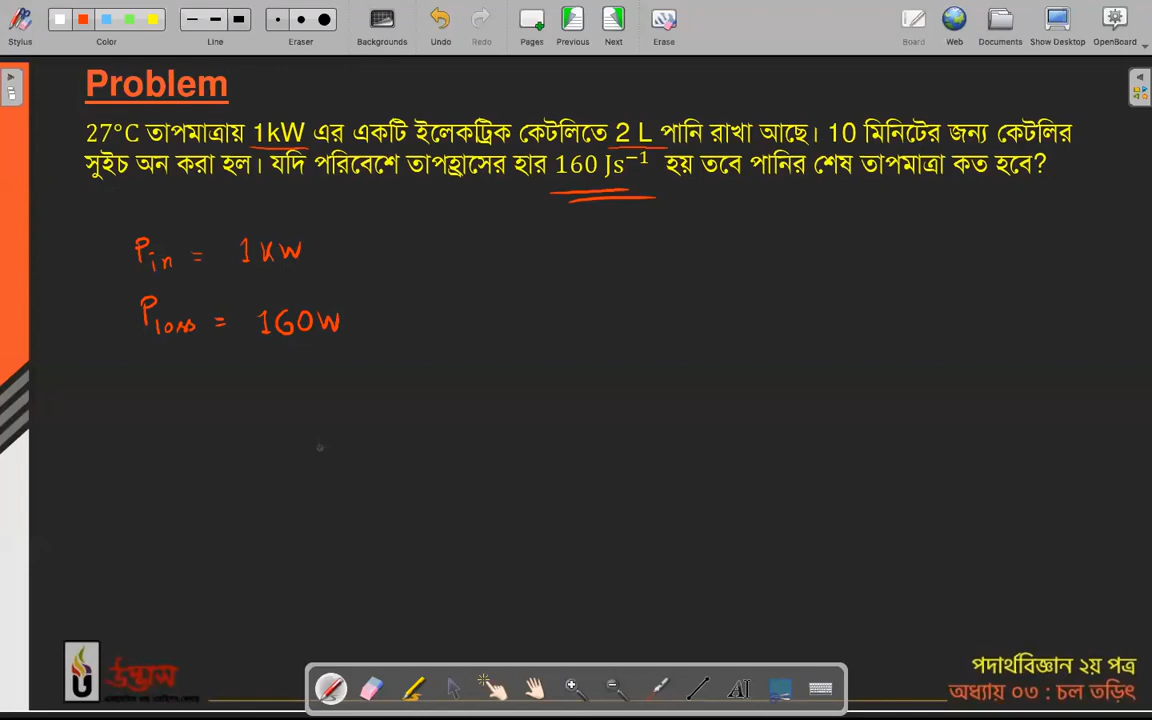 Stylus
Color
Line
Eraser
Backgrounds
Undo
Redo
Pages
Previous
Next
Erase
Board
Web
Documents
Show Desktop
OpenBoard
Problem
27°C তাপমাত্রায় 1kW এর একটি ইলেকট্রিক কেটলিতে 2 L পানি রাখা আছে। 10 মিনিটের জন্য কেটলির
সুইচ অন করা হল। যদি পরিবেশে তাপহ্রাসের হার 160 Js⁻¹ হয় তবে পানির শেষ তাপমাত্রা কত হবে?
Pin = 1 KW
Ploss = 160W
উদ্ভাস
পদার্থবিজ্ঞান ২য় পত্র
অধ্যায় ০৩ : চল তড়িৎ